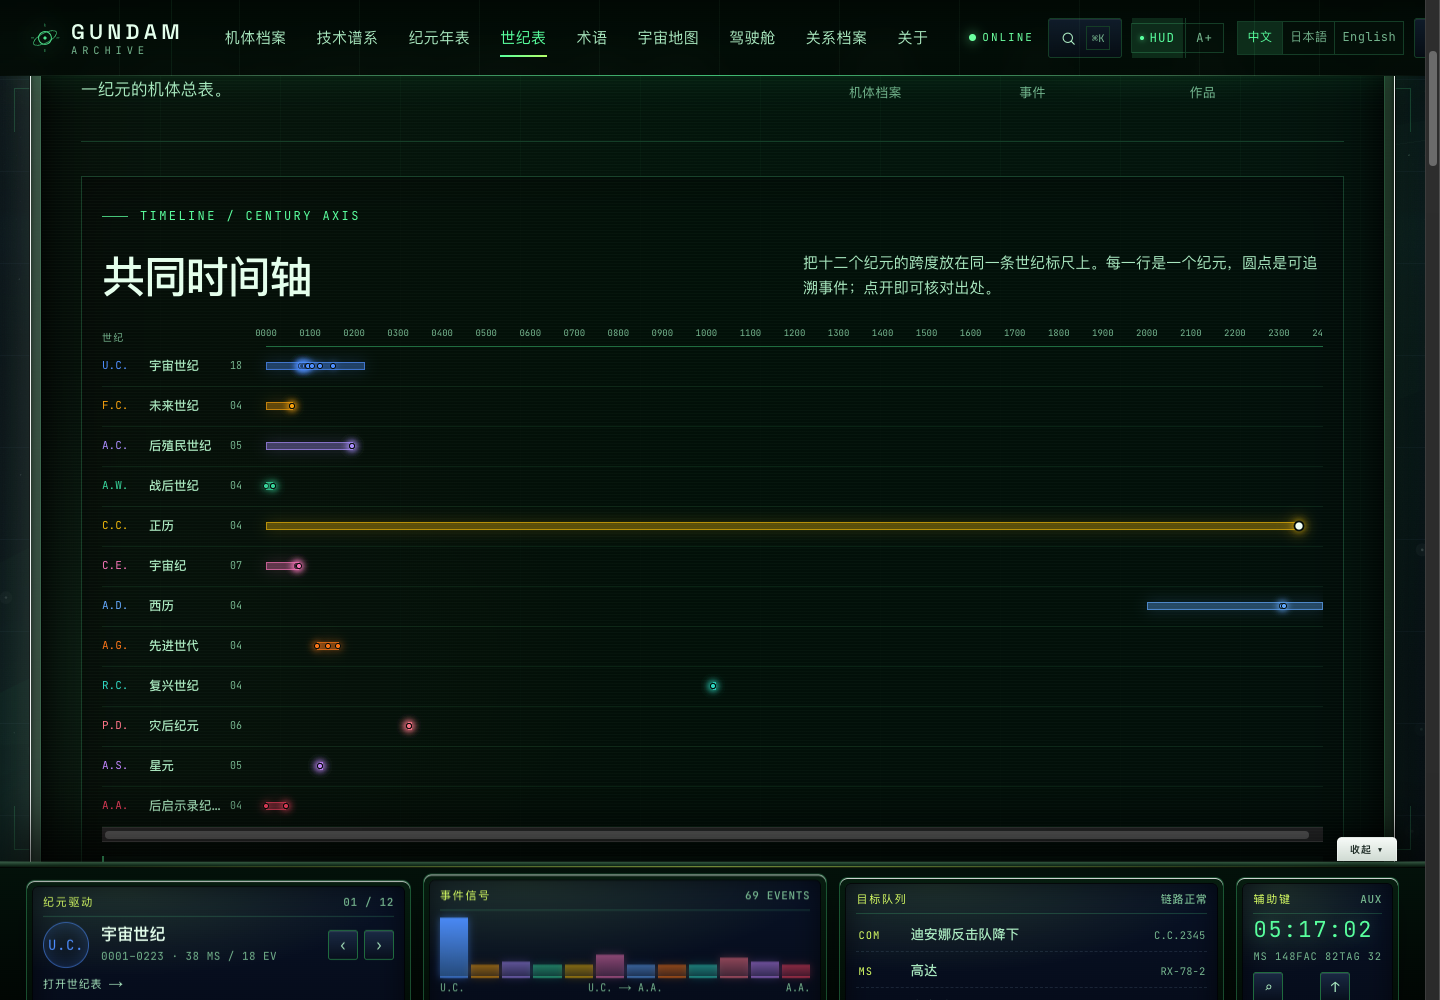 GUNDAM
ARCHIVE
机体档案 技术谱系 纪元年表 世纪表 术语 宇宙地图 驾驶舱 关系档案 关于
ONLINE
⌘K
HUD A+
中文 日本語 English
一纪元的机体总表。
机体档案 事件 作品
TIMELINE / CENTURY AXIS
共同时间轴
把十二个纪元的跨度放在同一条世纪标尺上。每一行是一个纪元，圆点是可追
溯事件；点开即可核对出处。
世纪 0000 0100 0200 0300 0400 0500 0600 0700 0800 0900 1000 1100 1200 1300 1400 1500 1600 1700 1800 1900 2000 2100 2200 2300 24
U.C. 宇宙世纪 18
F.C. 未来世纪 04
A.C. 后殖民世纪 05
A.W. 战后世纪 04
C.C. 正历 04
C.E. 宇宙纪 07
A.D. 西历 04
A.G. 先进世代 04
R.C. 复兴世纪 04
P.D. 灾后纪元 06
A.S. 星元 05
A.A. 后启示录纪… 04
收起 ▾
纪元驱动 01 / 12
U.C.
宇宙世纪
0001–0223 · 38 MS / 18 EV
‹ ›
打开世纪表 →
事件信号 69 EVENTS
U.C. U.C. → A.A. A.A.
目标队列 链路正常
COM 迪安娜反击队降下 C.C.2345
MS 高达 RX-78-2
辅助键 AUX
05:17:02
MS 148FAC 82TAG 32
⌕ ↑